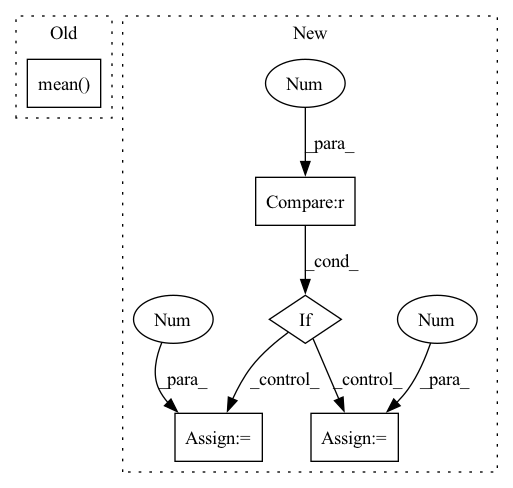 Old
New
mean()
Num
_para_
Compare:r
_cond_
Num
If
Num
_para_
_control_
_control_
_para_
Assign:=
Assign:=